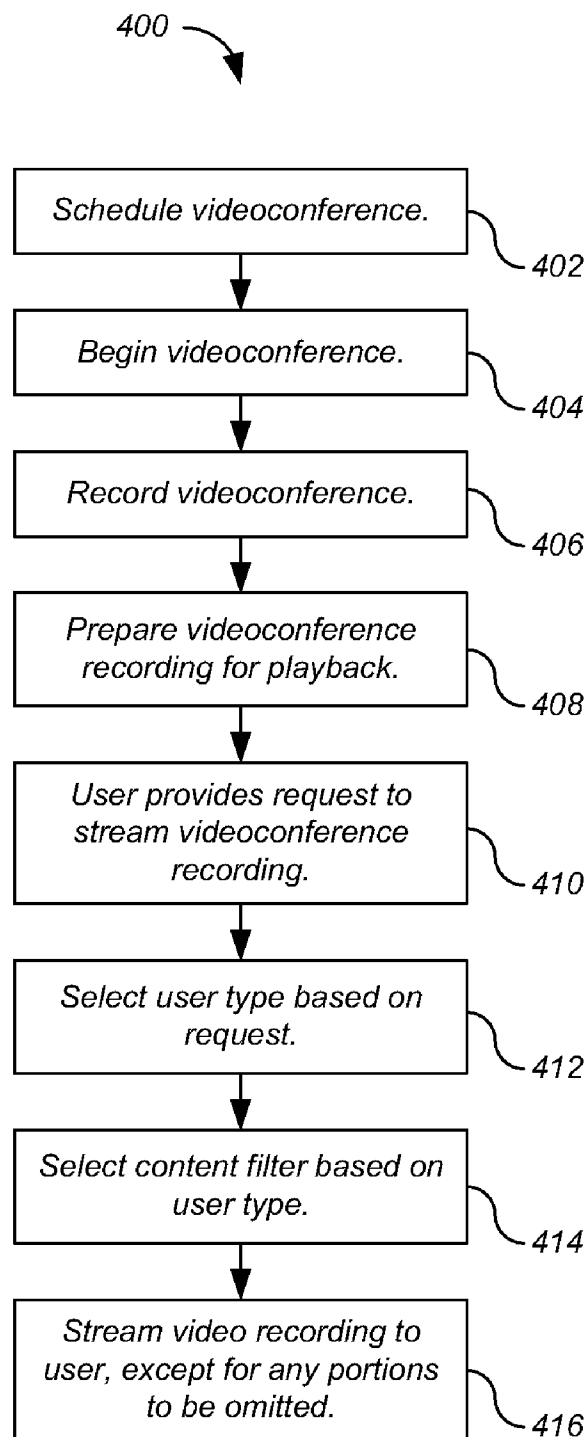 400
Schedule videoconference.
402
Begin videoconference.
404
Record videoconference.
406
Prepare videoconference
recording for playback.
408
User provides request to
stream videoconference
recording.
410
Select user type based on
request.
412
Select content filter based on
user type.
414
Stream video recording to
user, except for any portions
to be omitted.
416